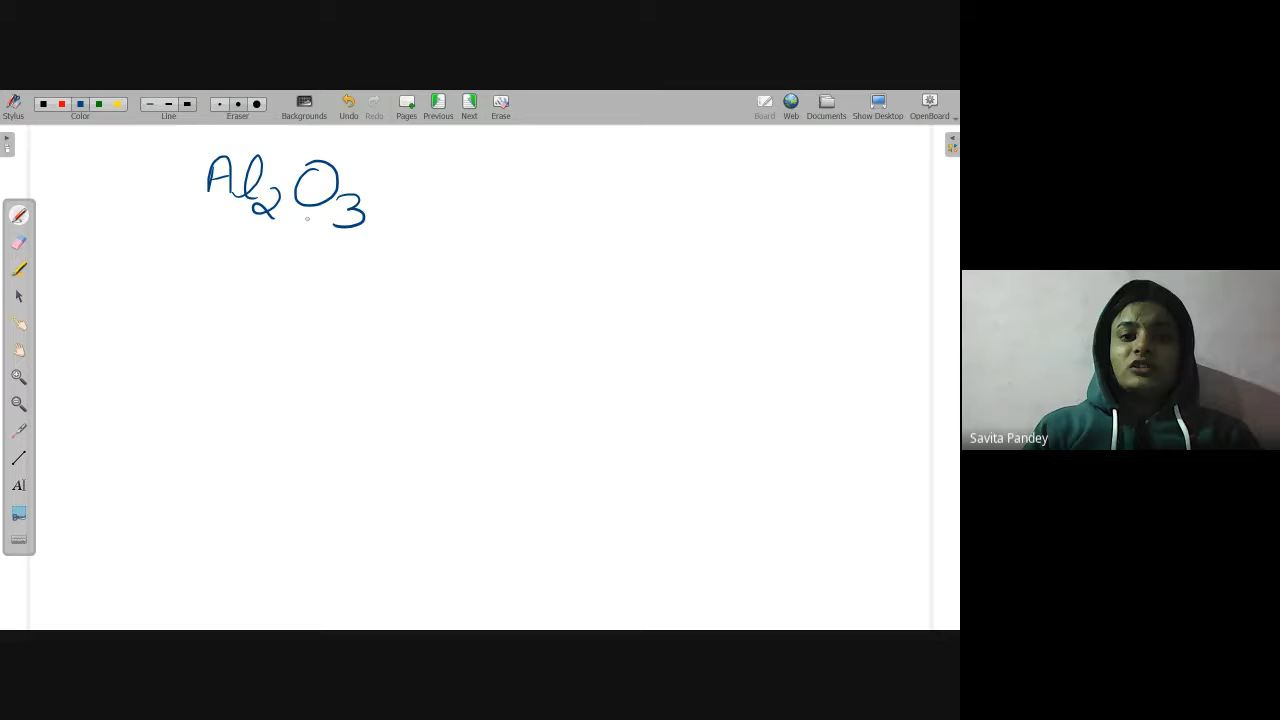 Stylus Color Line Eraser Backgrounds Undo Redo Pages Previous Next Erase Board Web Documents Show Desktop OpenBoard
Al2O3
AI
Savita Pandey